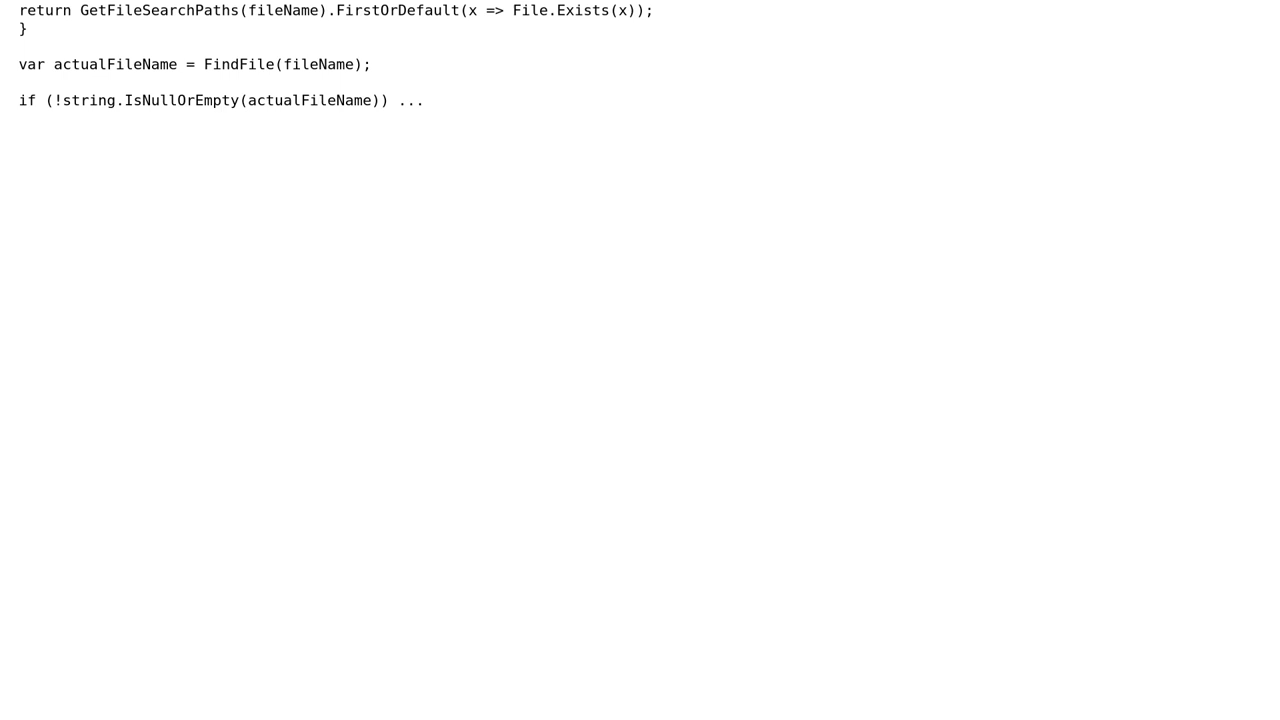 return GetFileSearchPaths(fileName).FirstOrDefault(x => File.Exists(x));
}
var actualFileName = FindFile(fileName);
if (!string.IsNullOrEmpty(actualFileName)) ...